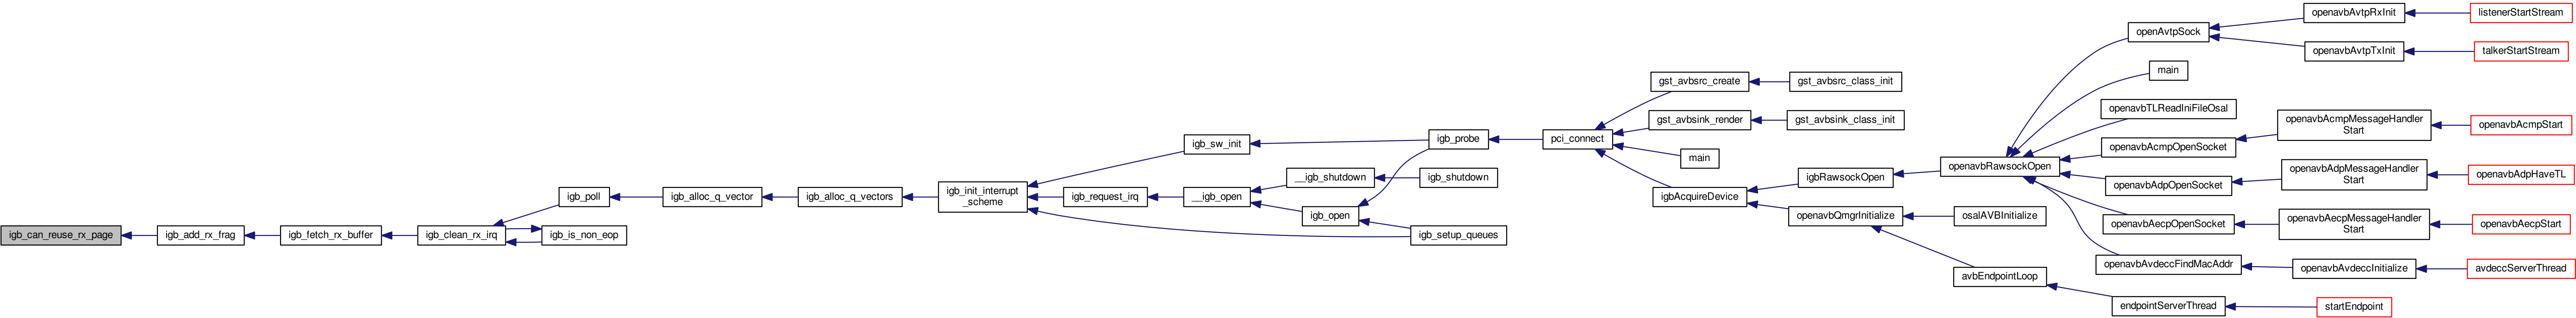 igb_can_reuse_rx_page
igb_add_rx_frag
igb_fetch_rx_buffer
igb_clean_rx_irq
igb_is_non_eop
igb_poll
igb_alloc_q_vector
igb_alloc_q_vectors
igb_init_interrupt
_scheme
igb_sw_init
igb_request_irq
__igb_open
__igb_shutdown
igb_shutdown
igb_open
igb_probe
igb_setup_queues
pci_connect
gst_avbsrc_create
gst_avbsrc_class_init
gst_avbsink_render
gst_avbsink_class_init
main
igbAcquireDevice
igbRawsockOpen
openavbQmgrInitialize
osalAVBInitialize
avbEndpointLoop
endpointServerThread
startEndpoint
openavbRawsockOpen
openAvtpSock
openavbAvtpRxInit
listenerStartStream
openavbAvtpTxInit
talkerStartStream
main
openavbTLReadIniFileOsal
openavbAcmpOpenSocket
openavbAcmpMessageHandler
Start
openavbAcmpStart
openavbAdpOpenSocket
openavbAdpMessageHandler
Start
openavbAdpHaveTL
openavbAecpOpenSocket
openavbAecpMessageHandler
Start
openavbAecpStart
openavbAvdeccFindMacAddr
openavbAvdeccInitialize
avdeccServerThread